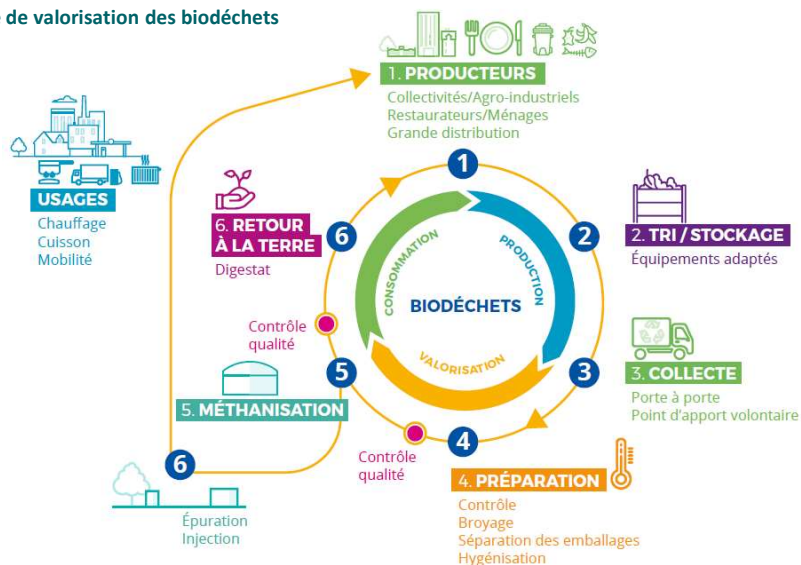 de valorisation des biodéchets
1. PRODUCTEURS
Collectivités/Agro-industriels
Restaurateurs/Ménages
Grande distribution
USAGES
Chauffage
Cuisson
Mobilité
1
6. RETOUR
À LA TERRE
Digestat
6
2
2. TRI / STOCKAGE
Équipements adaptés
CONSOMMATION
PRODUCTION
BIODÉCHETS
VALORISATION
Contrôle
qualité
5
3
3. COLLECTE
Porte à porte
Point d'apport volontaire
5. MÉTHANISATION
4
Contrôle
qualité
6
4. PRÉPARATION
Contrôle
Broyage
Séparation des emballages
Hygénisation
Épuration
Injection